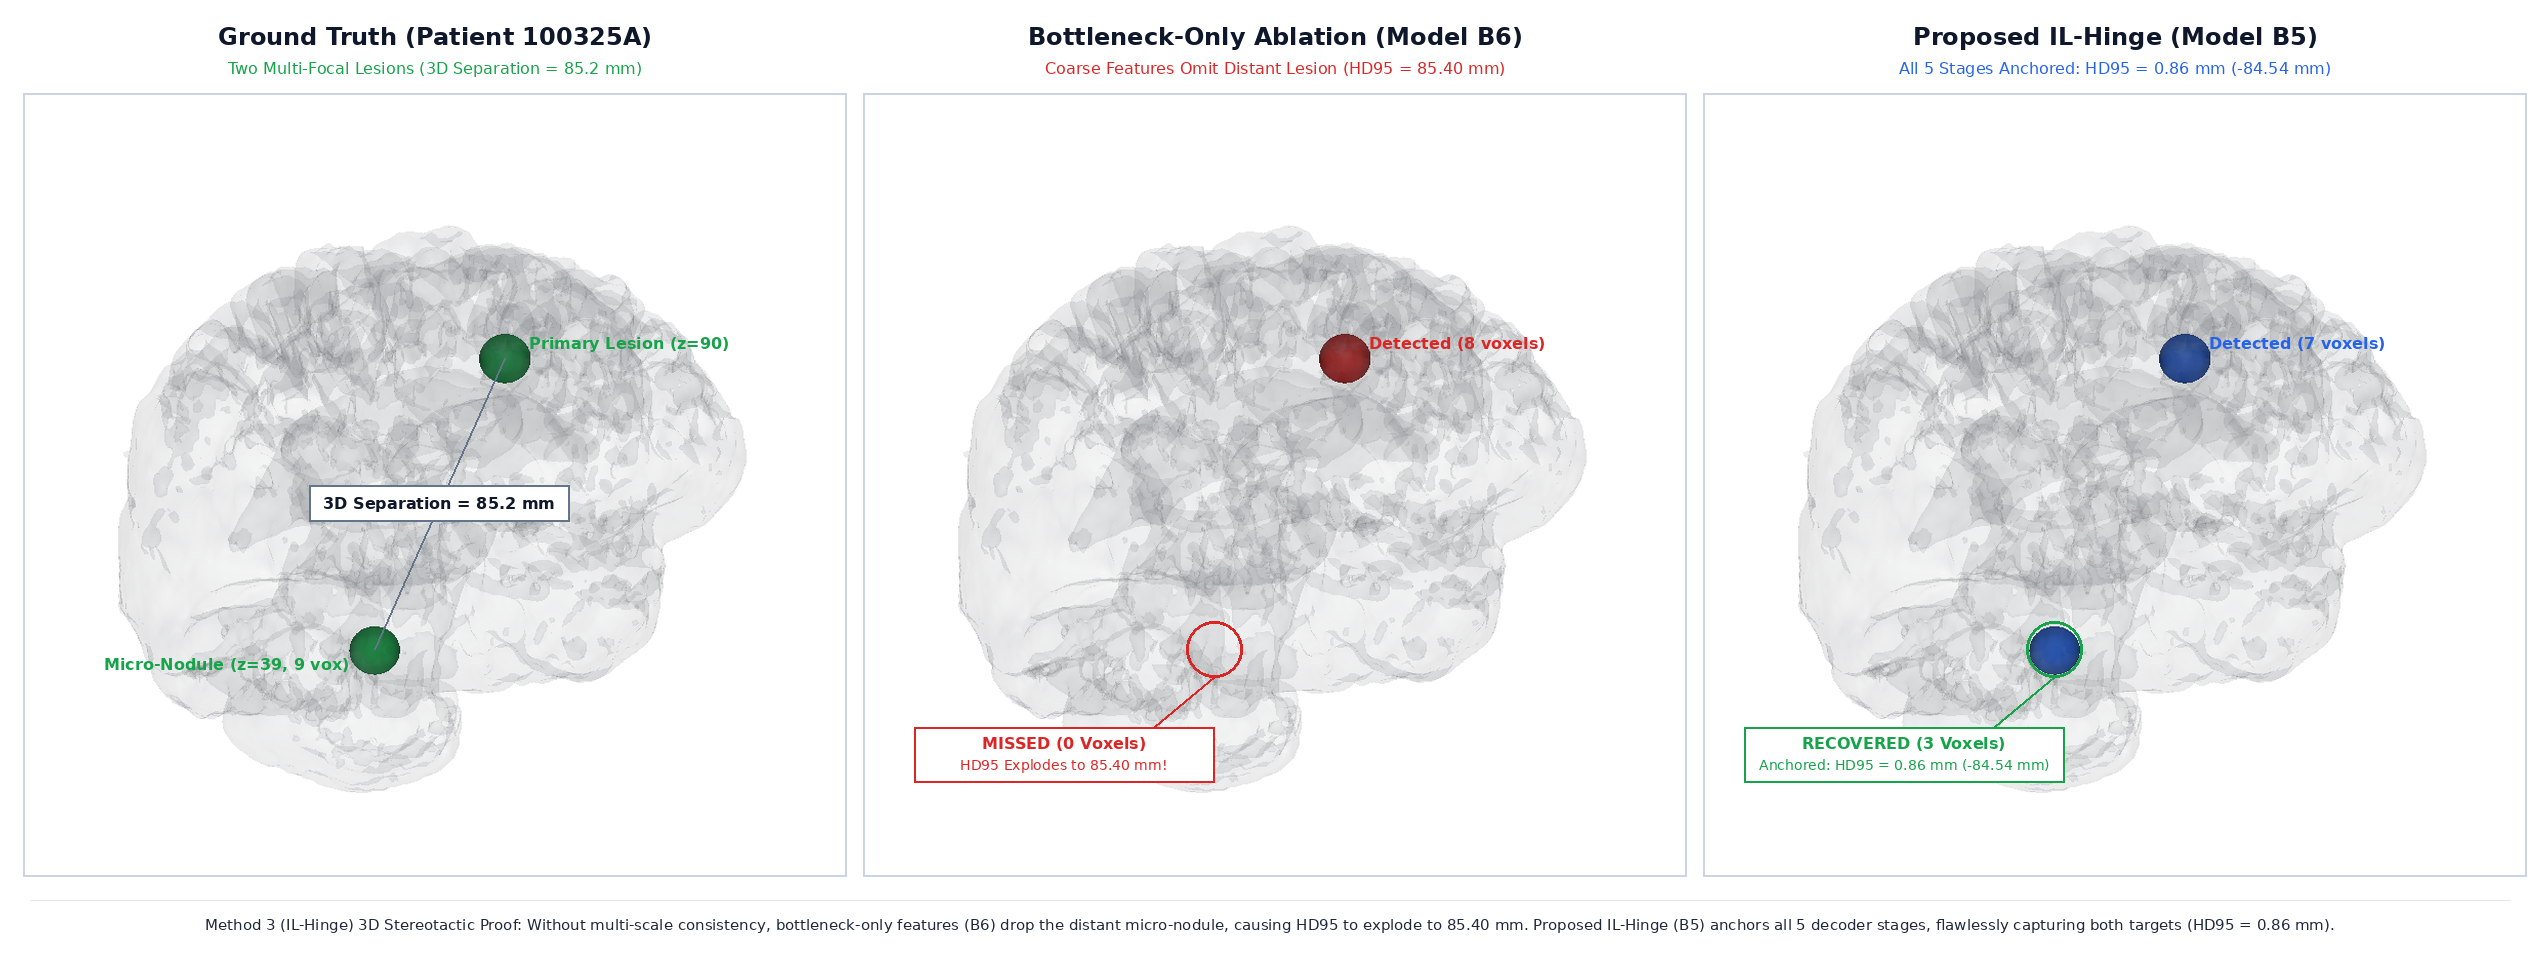 Ground Truth (Patient 100325A)
Two Multi-Focal Lesions (3D Separation = 85.2 mm)
Primary Lesion (z=90)
3D Separation = 85.2 mm
Micro-Nodule (z=39, 9 vox)
Bottleneck-Only Ablation (Model B6)
Coarse Features Omit Distant Lesion (HD95 = 85.40 mm)
Detected (8 voxels)
MISSED (0 Voxels)
HD95 Explodes to 85.40 mm!
Proposed IL-Hinge (Model B5)
All 5 Stages Anchored: HD95 = 0.86 mm (-84.54 mm)
Detected (7 voxels)
RECOVERED (3 Voxels)
Anchored: HD95 = 0.86 mm (-84.54 mm)
Method 3 (IL-Hinge) 3D Stereotactic Proof: Without multi-scale consistency, bottleneck-only features (B6) drop the distant micro-nodule, causing HD95 to explode to 85.40 mm. Proposed IL-Hinge (B5) anchors all 5 decoder stages, flawlessly capturing both targets (HD95 = 0.86 mm).